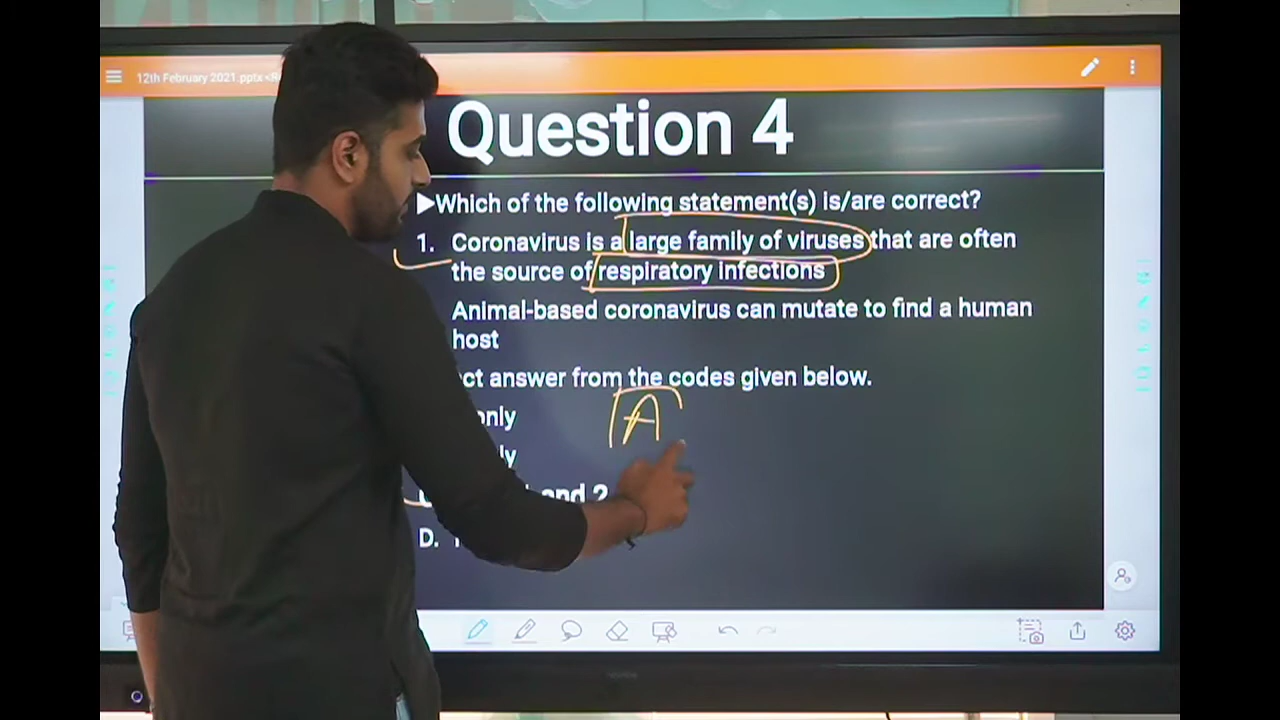 12th February 2021.pptx
Question 4
Which of the following statement(s) is/are correct?
1. Coronavirus is a large family of viruses that are often
the source of respiratory infections
Animal-based coronavirus can mutate to find a human
host
answer from the codes given below.
only
A
and 2
D.